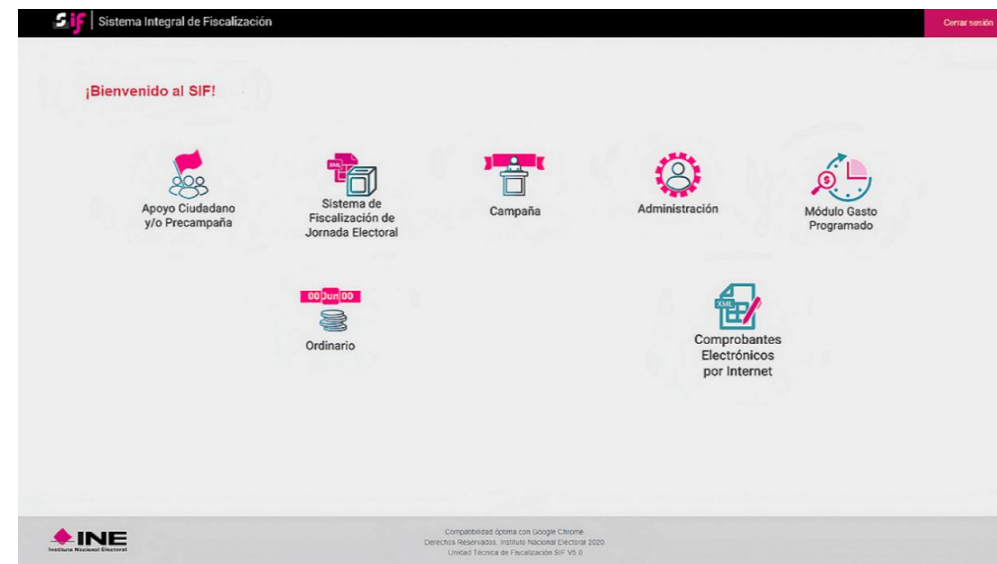 Sif Sistema Integral de Fiscalización
Cerrar sesión
¡Bienvenido al SIF!
Apoyo Ciudadano
y/o Precampaña
XML
Sistema de
Fiscalización de
Jornada Electoral
Campaña
Administración
$
Módulo Gasto
Programado
00 Jun 00
Ordinario
XML
Comprobantes
Electrónicos
por Internet
INE
Instituto Nacional Electoral
Compatibilidad óptima con Google Chrome
Derechos Reservados, Instituto Nacional Electoral 2020.
Unidad Técnica de Fiscalización SIF V5.0